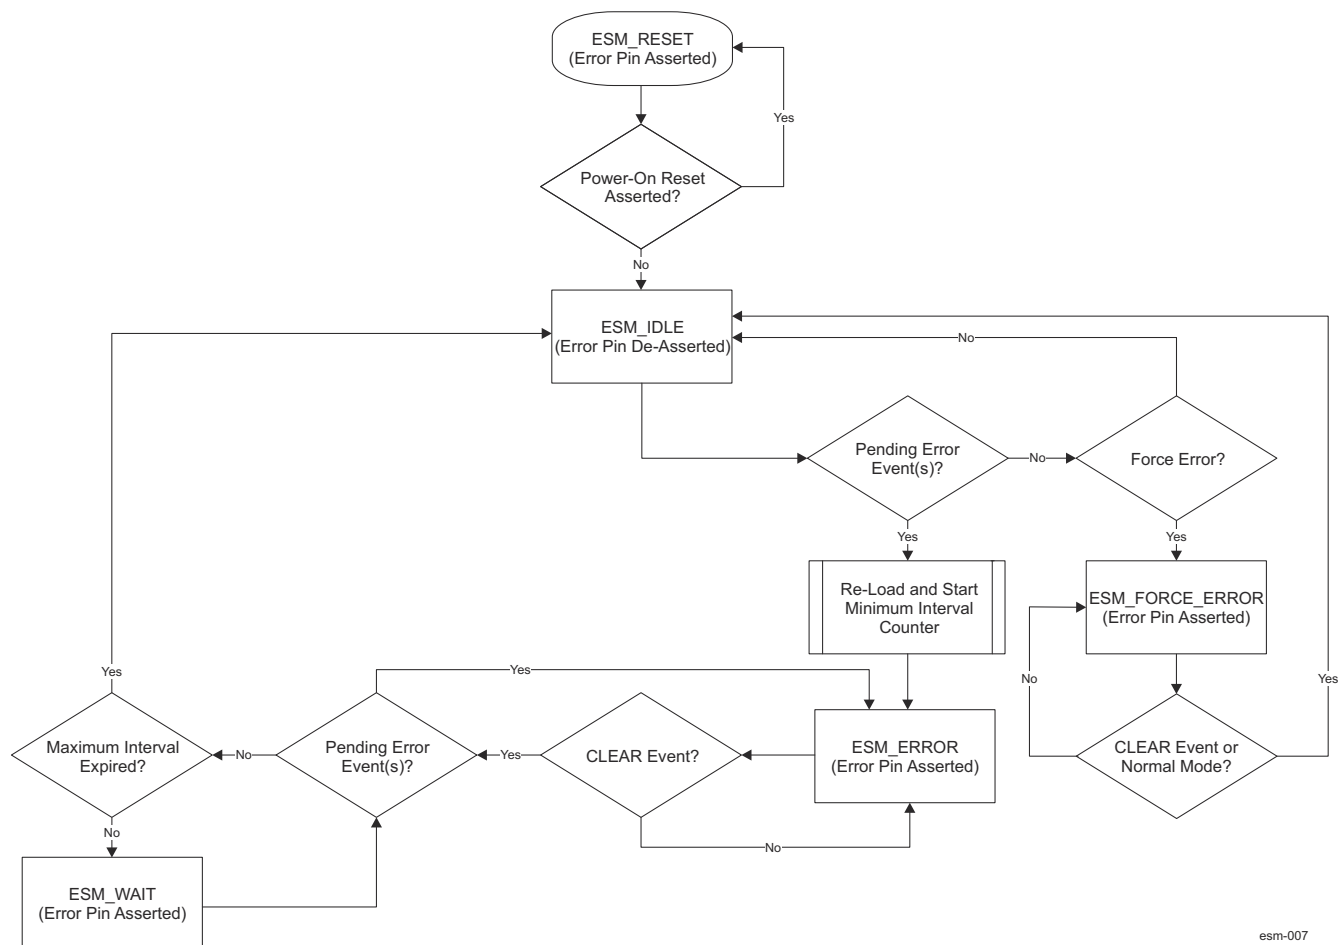 ESM_RESET
(Error Pin Asserted)
Yes
Power-On Reset
Asserted?
No
ESM_IDLE
(Error Pin De-Asserted)
No
Pending Error
Event(s)?
No
Force Error?
Yes
Yes
Re-Load and Start
Minimum Interval
Counter
ESM_FORCE_ERROR
(Error Pin Asserted)
Yes
Yes
No
Yes
Maximum Interval
Expired?
No
Pending Error
Event(s)?
Yes
CLEAR Event?
ESM_ERROR
(Error Pin Asserted)
CLEAR Event or
Normal Mode?
No
No
ESM_WAIT
(Error Pin Asserted)
esm-007